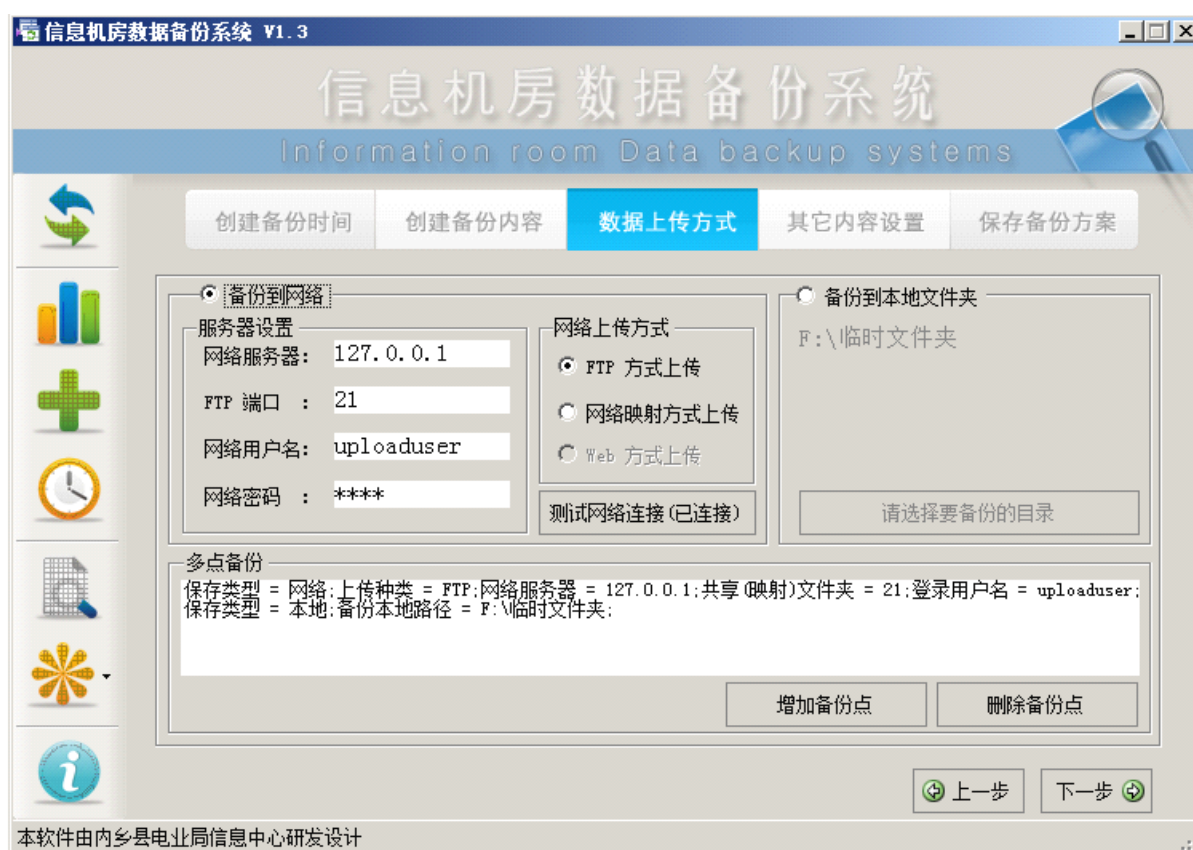 信息机房数据备份系统 V1.3
信息机房数据备份系统
Information room Data backup systems
创建备份时间 创建备份内容 数据上传方式 其它内容设置 保存备份方案
备份到网络
备份到本地文件夹
服务器设置
网络上传方式
网络服务器: 127.0.0.1
F:\临时文件夹
FTP 方式上传
FTP 端口 : 21
网络映射方式上传
网络用户名: uploaduser
Web 方式上传
网络密码 : ****
测试网络连接(已连接)
请选择要备份的目录
多点备份
保存类型 = 网络;上传种类 = FTP;网络服务器 = 127.0.0.1;共享(映射)文件夹 = 21;登录用户名 = uploaduser;
保存类型 = 本地;备份本地路径 = F:\临时文件夹;
增加备份点 删除备份点
上一步 下一步
本软件由内乡县电业局信息中心研发设计